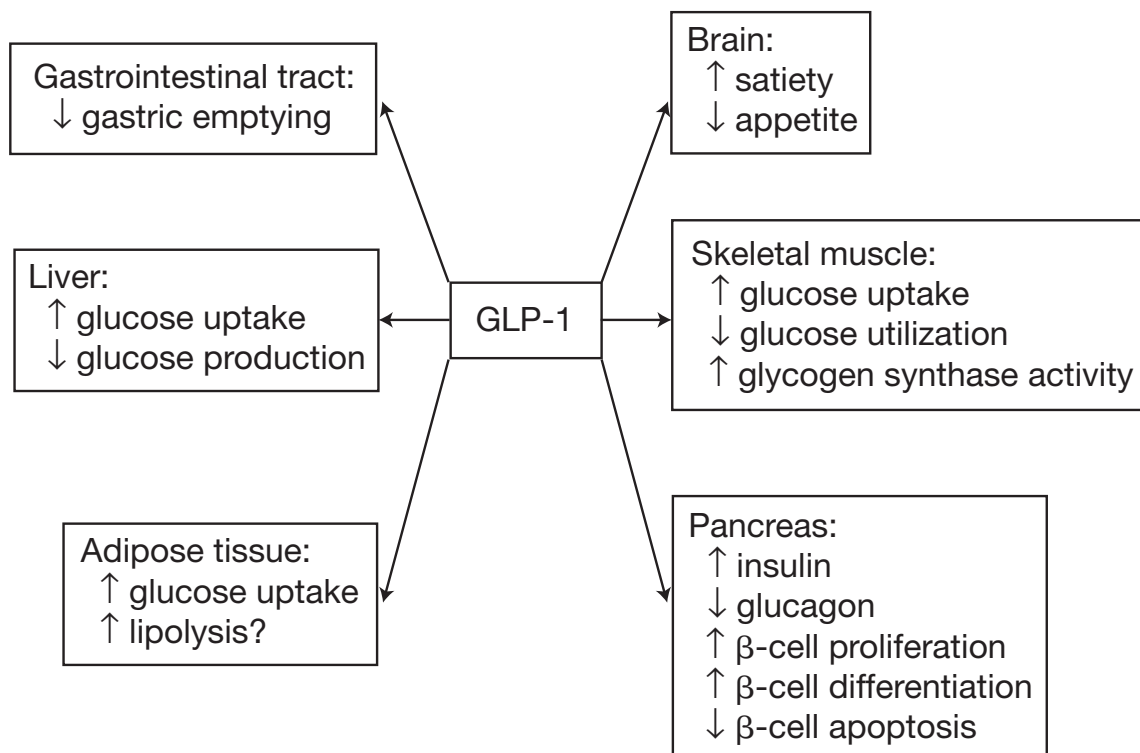 Gastrointestinal tract:
↓ gastric emptying
Brain:
↑ satiety
↓ appetite
Liver:
↑ glucose uptake
↓ glucose production
GLP-1
Skeletal muscle:
↑ glucose uptake
↓ glucose utilization
↑ glycogen synthase activity
Adipose tissue:
↑ glucose uptake
↑ lipolysis?
Pancreas:
↑ insulin
↓ glucagon
↑ β-cell proliferation
↑ β-cell differentiation
↓ β-cell apoptosis